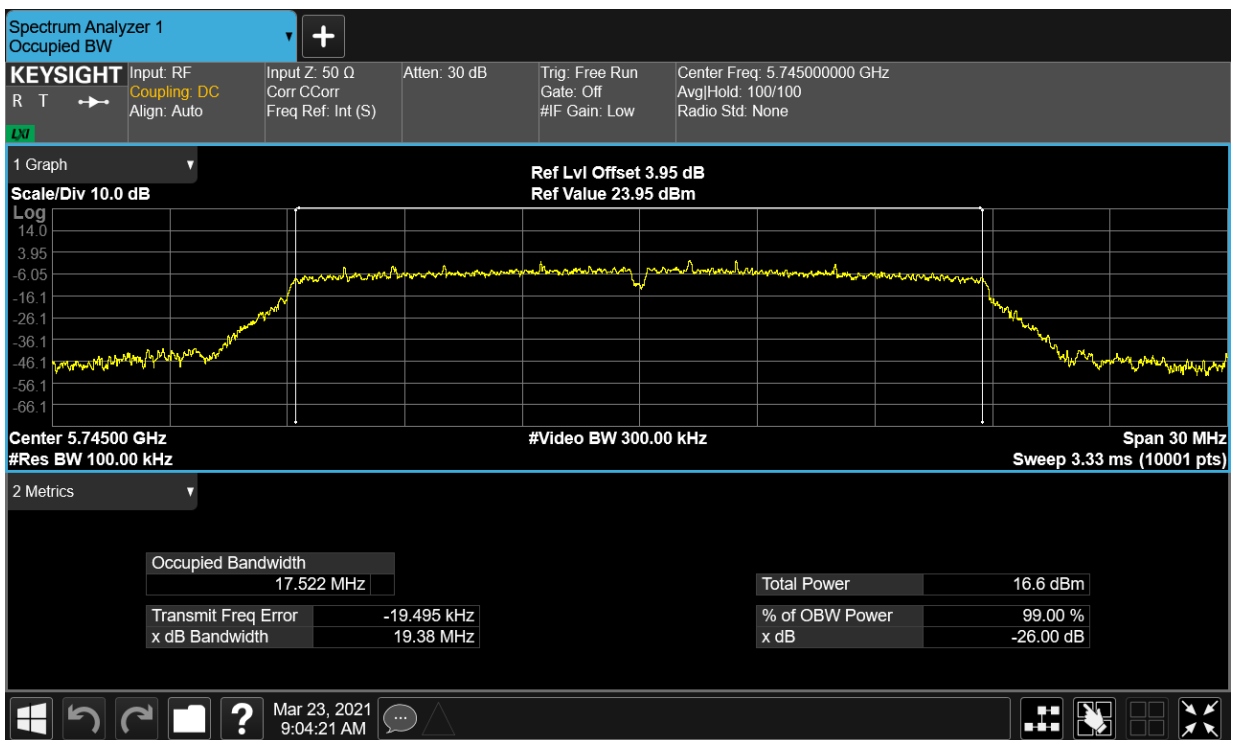 Spectrum Analyzer 1
Occupied BW
KEYSIGHT
R T
LXI
Input: RF
Coupling: DC
Align: Auto
Input Z: 50 Ω
Corr CCorr
Freq Ref: Int (S)
Atten: 30 dB
Trig: Free Run
Gate: Off
#IF Gain: Low
Center Freq: 5.745000000 GHz
Avg|Hold: 100/100
Radio Std: None
1 Graph
Scale/Div 10.0 dB
Ref Lvl Offset 3.95 dB
Ref Value 23.95 dBm
Log
14.0
3.95
-6.05
-16.1
-26.1
-36.1
-46.1
-56.1
-66.1
Center 5.74500 GHz
#Res BW 100.00 kHz
#Video BW 300.00 kHz
Span 30 MHz
Sweep 3.33 ms (10001 pts)
2 Metrics
Occupied Bandwidth
17.522 MHz
Transmit Freq Error -19.495 kHz
x dB Bandwidth 19.38 MHz
Total Power 16.6 dBm
% of OBW Power 99.00 %
x dB -26.00 dB
?
Mar 23, 2021
9:04:21 AM